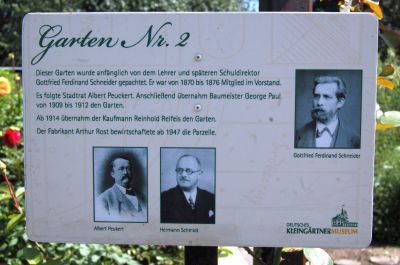 Garten Nr. 2
Dieser Garten wurde anfänglich von dem Lehrer und späteren Schuldirektor
Gottfried Ferdinand Schneider gepachtet. Er war von 1870 bis 1876 Mitglied im Vorstand.
Es folgte Stadtrat Albert Peuckert. Anschließend übernahm Baumeister George Paul
von 1909 bis 1912 den Garten.
Ab 1914 übernahm der Kaufmann Reinhold Reifeis den Garten.
Der Fabrikant Arthur Rost bewirtschaftete ab 1947 die Parzelle.
Gottfried Ferdinand Schneider
Albert Peukert
Hermann Schmidt
DEUTSCHES
KLEINGÄRTNERMUSEUM